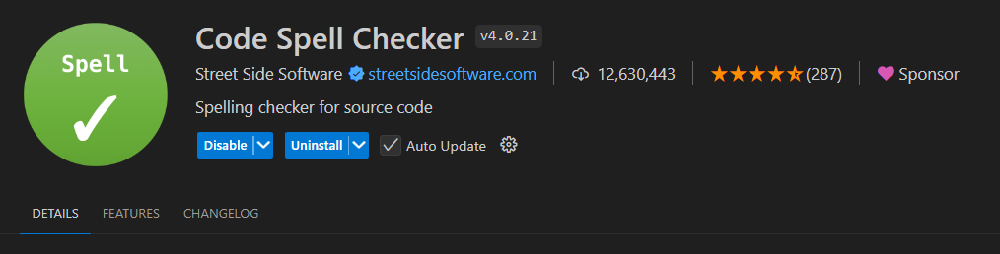 Spell
Code Spell Checker v4.0.21
Street Side Software streetsidesoftware.com 12,630,443 (287) Sponsor
Spelling checker for source code
Disable Uninstall Auto Update
DETAILS FEATURES CHANGELOG